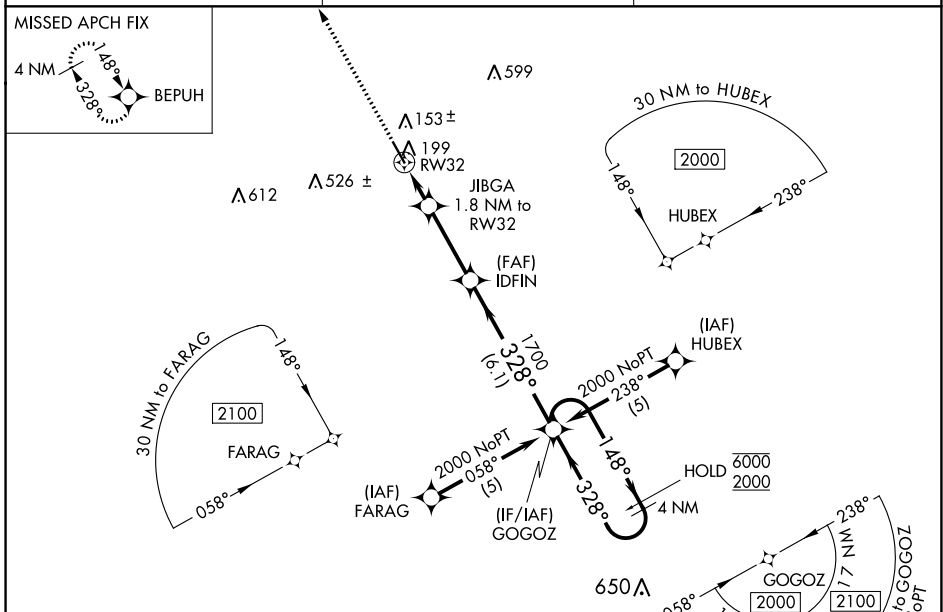 MISSED APCH FIX
4 NM
148°
328°
BEPUH
599
153 ±
199
RW32
612
526 ±
JIBGA
1.8 NM to
RW32
(FAF)
IDFIN
30 NM to HUBEX
2000
148°
238°
HUBEX
(IAF)
HUBEX
1700
328°
(6.1)
2000 NoPT
238°
(5)
30 NM to FARAG
2100
148°
FARAG
058°
2000 NoPT
058°
(5)
(IAF)
FARAG
(IF/IAF)
GOGOZ
148°
328°
HOLD 6000
2000
4 NM
650
058°
GOGOZ
2000
17 NM
2100
238°
to GOGOZ